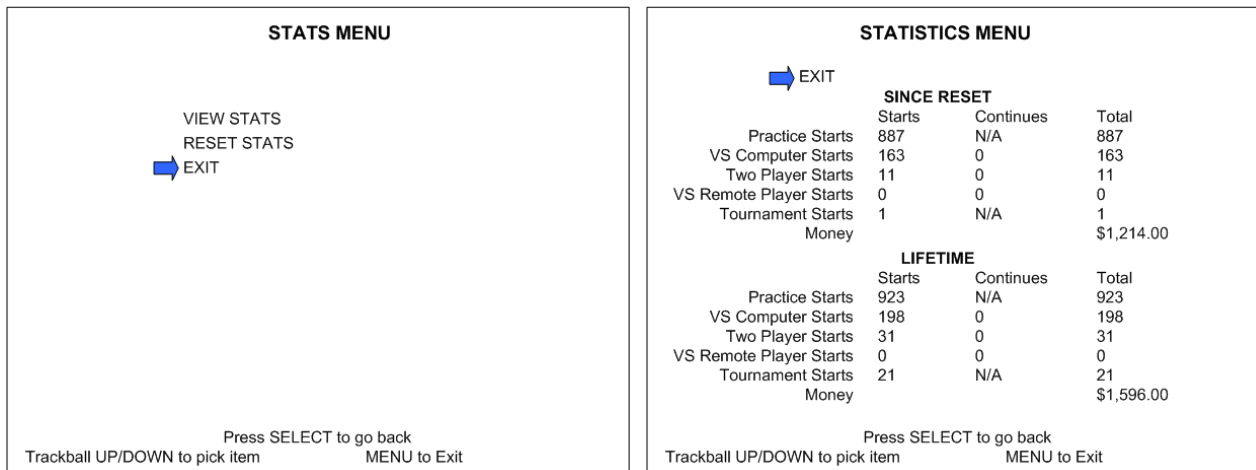 STATS MENU
VIEW STATS
RESET STATS
EXIT
Press SELECT to go back
Trackball UP/DOWN to pick item MENU to Exit
STATISTICS MENU
EXIT
SINCE RESET
Starts Continues Total
Practice Starts 887 N/A 887
VS Computer Starts 163 0 163
Two Player Starts 11 0 11
VS Remote Player Starts 0 0 0
Tournament Starts 1 N/A 1
Money $1,214.00
LIFETIME
Starts Continues Total
Practice Starts 923 N/A 923
VS Computer Starts 198 0 198
Two Player Starts 31 0 31
VS Remote Player Starts 0 0 0
Tournament Starts 21 N/A 21
Money $1,596.00
Press SELECT to go back
Trackball UP/DOWN to pick item MENU to Exit